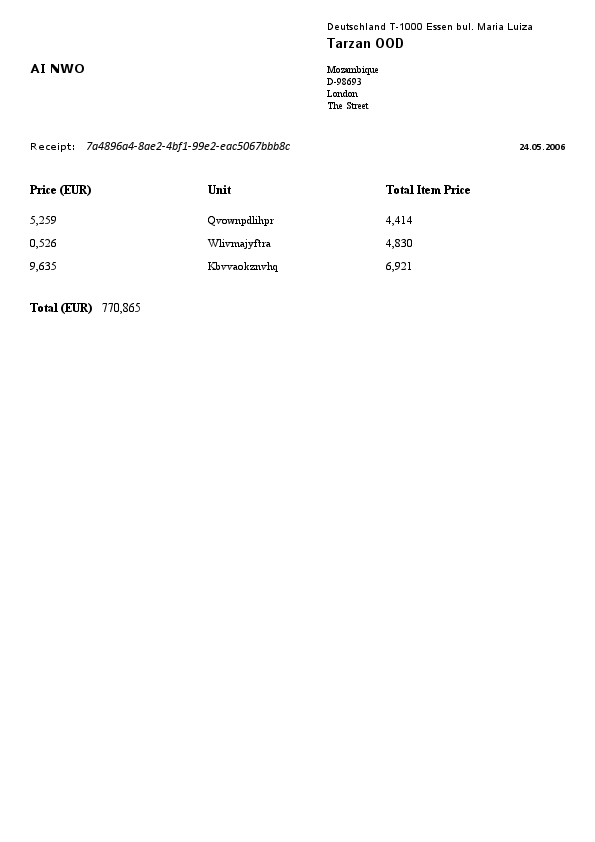 Deutschland T-1000 Essen bul. Maria Luiza
Tarzan OOD
AI NWO
Mozambique
D-98693
London
The Street
Receipt: 7a4896a4-8ae2-4bf1-99e2-eac5067bbb8c 24.05.2006
Price (EUR) Unit Total Item Price
5,259 Qvownpdlihpr 4,414
0,526 Wlivmajyftra 4,830
9,635 Kbvvaokznvhq 6,921
Total (EUR) 770,865